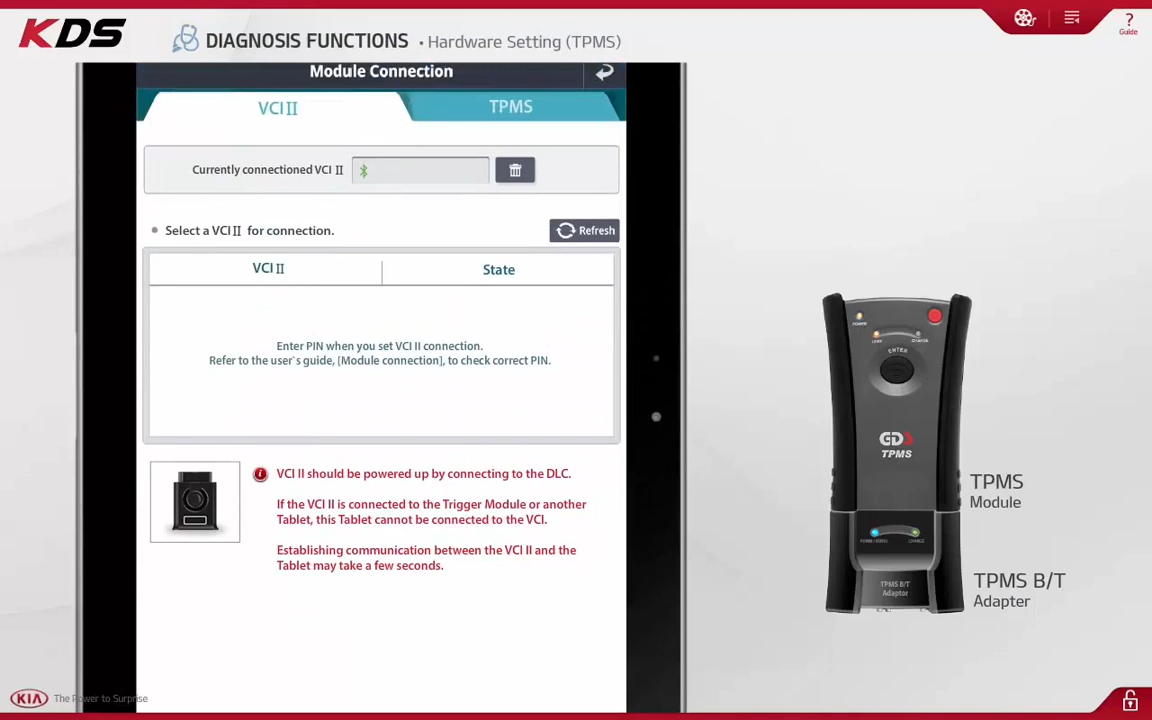 KDS
DIAGNOSIS FUNCTIONS • Hardware Setting (TPMS)
?
Guide
Module Connection
VCI II
TPMS
Currently connectioned VCI II
• Select a VCI II for connection.
Refresh
VCI II
State
Enter PIN when you set VCI II connection.
Refer to the user`s guide, [Module connection], to check correct PIN.
i
VCI II should be powered up by connecting to the DLC.
If the VCI II is connected to the Trigger Module or another
Tablet, this Tablet cannot be connected to the VCI.
Establishing communication between the VCI II and the
Tablet may take a few seconds.
POWER
CHARGE
ENTER
GD
TPMS
TPMS
Module
CHARGE
TPMS B/T
Adaptor
TPMS B/T
Adapter
KIA
The Power to Surprise